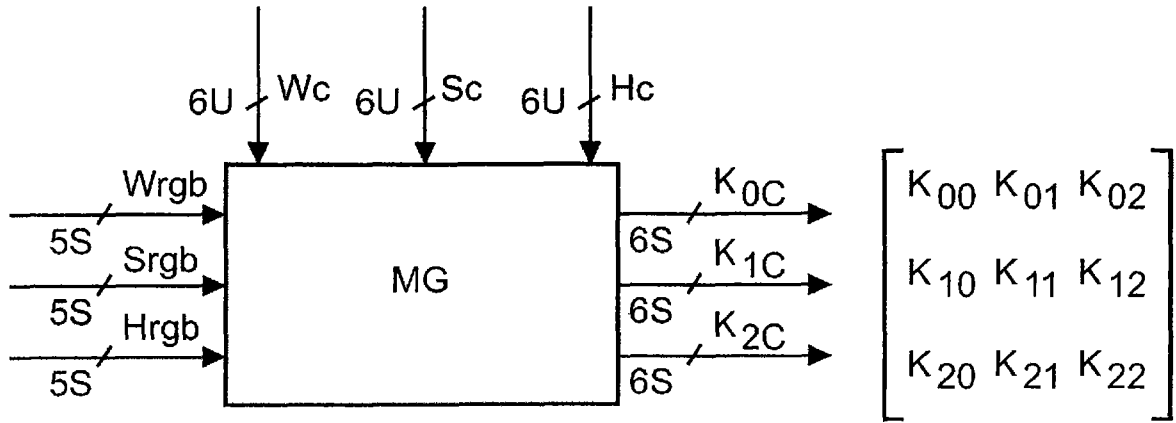 6U Wc 6U Sc 6U Hc
Wrgb
5S
Srgb
5S
Hrgb
5S
MG
K0C
6S
K1C
6S
K2C
6S
K00 K01 K02
K10 K11 K12
K20 K21 K22